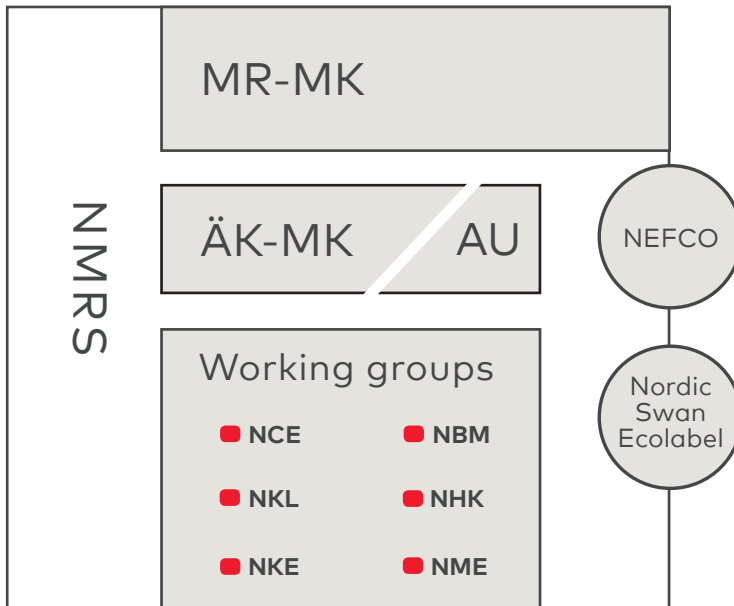 MR-MK
NMRS
ÄK-MK
AU
NEFCO
Working groups
Nordic
Swan
Ecolabel
NCE
NBM
NKL
NHK
NKE
NME